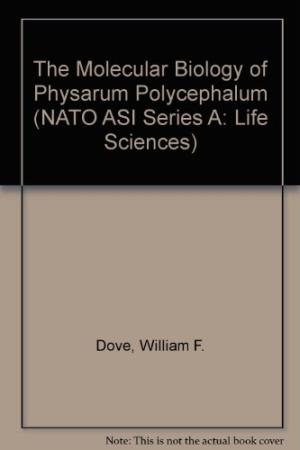 The Molecular Biology of
Physarum Polycephalum
(NATO ASI Series A: Life
Sciences)
Dove, William F.
Note: This is not the actual book cover